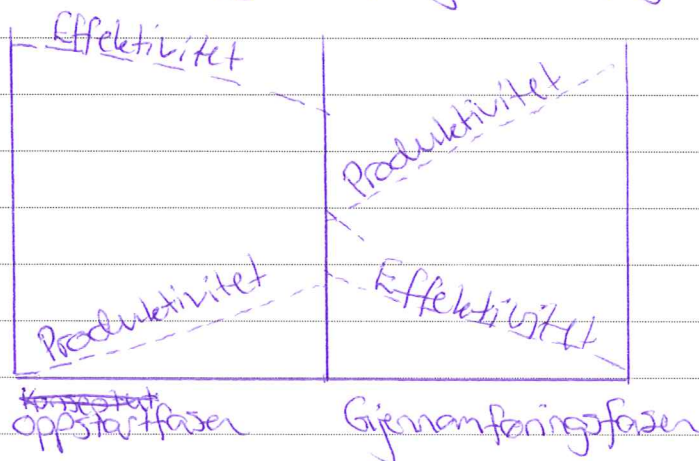 Effektivitet
Produktivitet
Produktivitet
Effektivitet
oppstartfasen
Gjennomføringsfasen